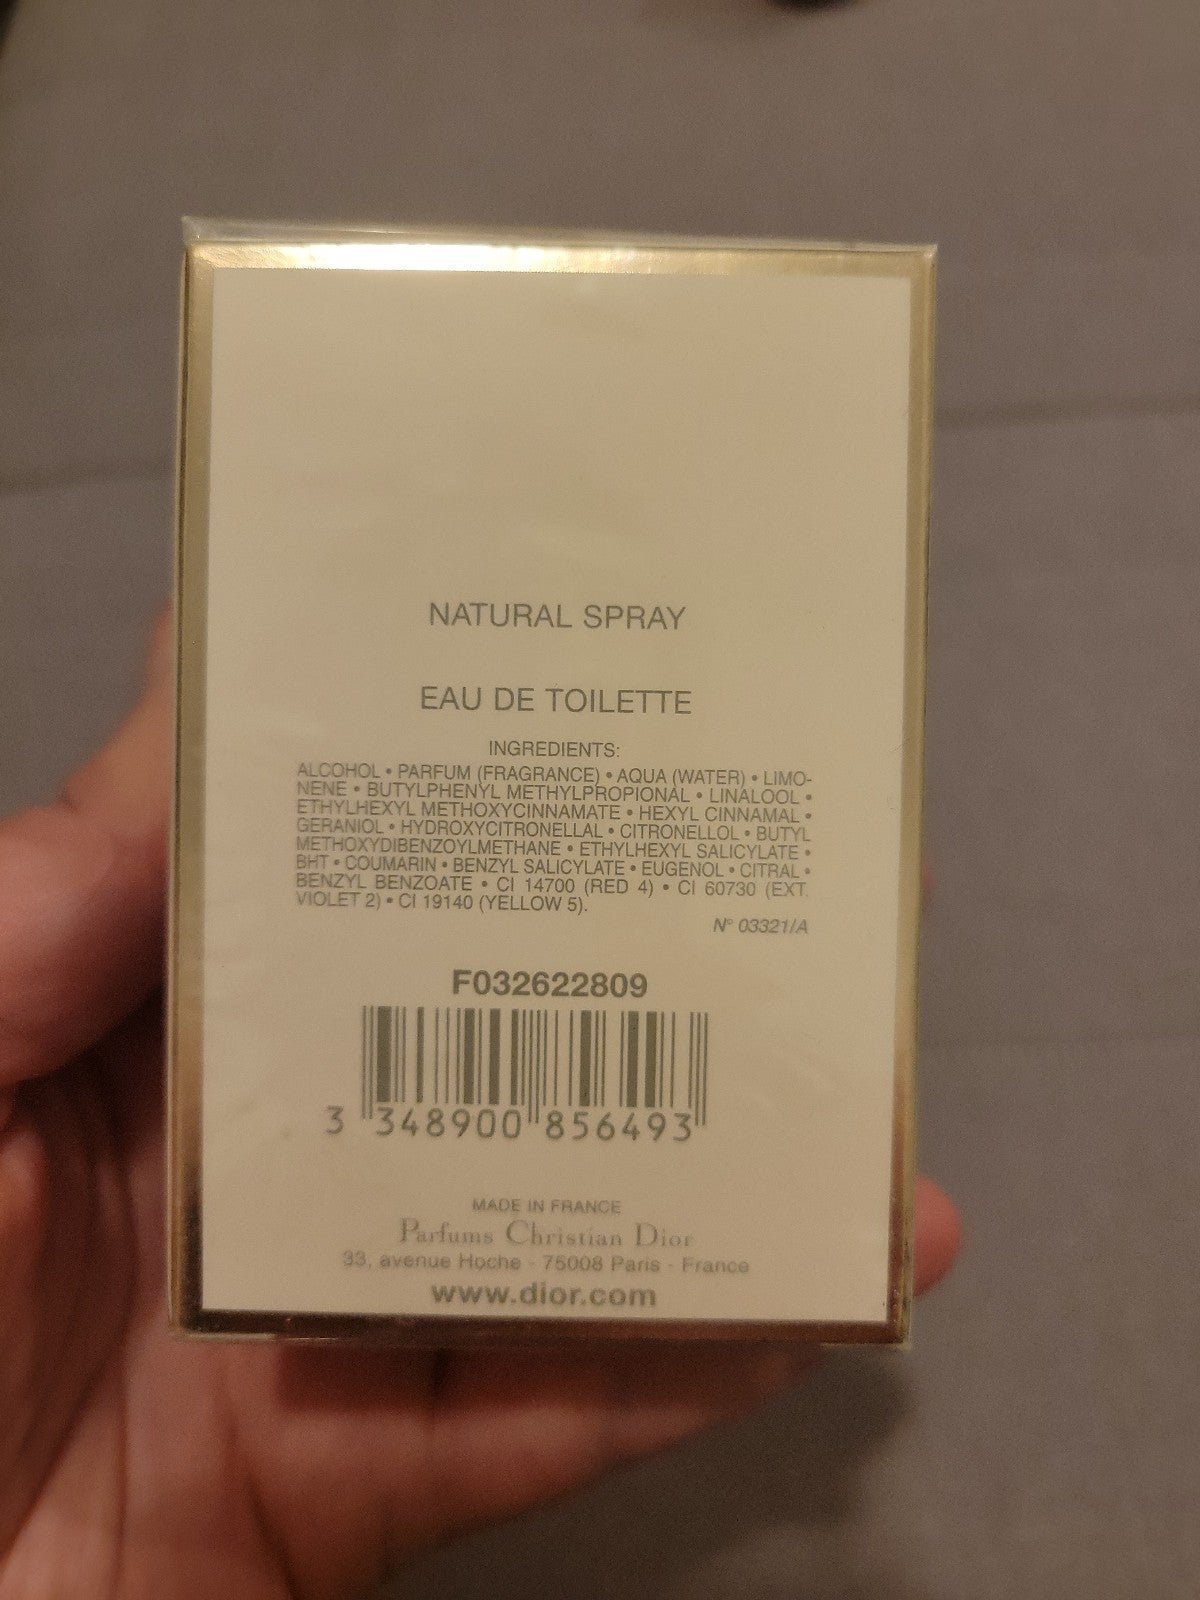 NATURAL SPRAY
EAU DE TOILETTE
INGREDIENTS:
ALCOHOL • PARFUM (FRAGRANCE) • AQUA (WATER) • LIMO-
NENE • BUTYLPHENYL METHYLPROPIONAL • LINALOOL •
ETHYLHEXYL METHOXYCINNAMATE • HEXYL CINNAMAL •
GERANIOL • HYDROXYCITRONELLAL • CITRONELLOL • BUTYL
METHOXYDIBENZOYLMETHANE • ETHYLHEXYL SALICYLATE •
BHT • COUMARIN • BENZYL SALICYLATE • EUGENOL • CITRAL •
BENZYL BENZOATE • CI 14700 (RED 4) • CI 60730 (EXT.
VIOLET 2) • CI 19140 (YELLOW 5).
N° 03321/A
F032622809
3 348900 856493
MADE IN FRANCE
Parfums Christian Dior
33, avenue Hoche - 75008 Paris - France
www.dior.com